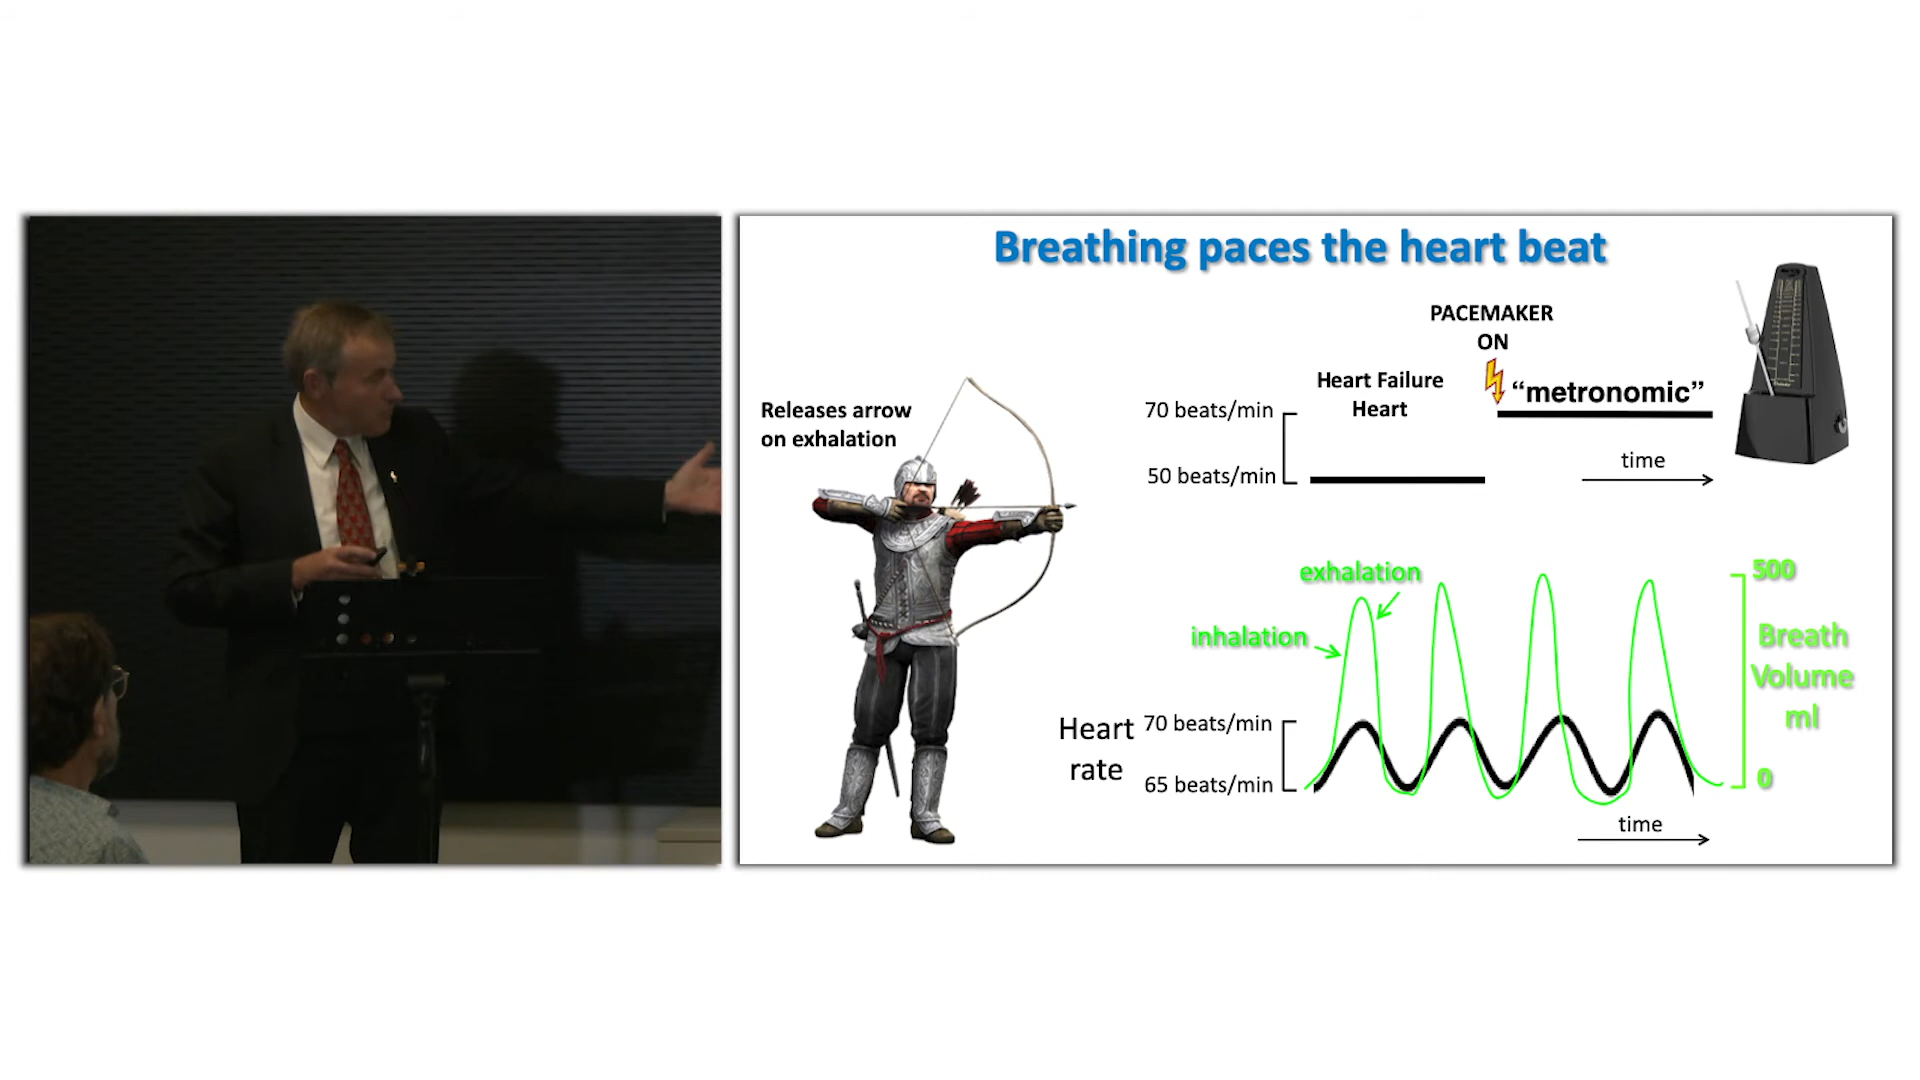 Breathing paces the heart beat
PACEMAKER
ON
Releases arrow
on exhalation
Heart Failure
Heart
“metronomic”
70 beats/min
50 beats/min
time
exhalation
inhalation
500
Breath
Volume
ml
0
Heart
rate
70 beats/min
65 beats/min
time